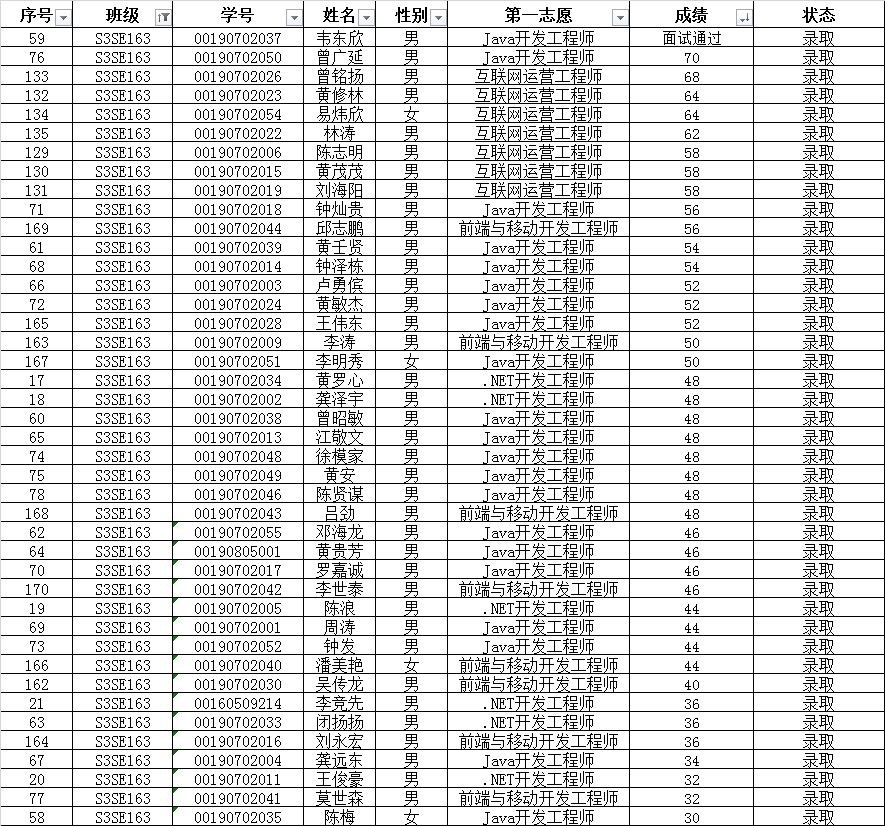 序号 班级 学号 姓名 性别 第一志愿 成绩 状态
59 S3SE163 00190702037 韦东欣 男 Java开发工程师 面试通过 录取
76 S3SE163 00190702050 曾广延 男 Java开发工程师 70 录取
133 S3SE163 00190702026 曾铭扬 男 互联网运营工程师 68 录取
132 S3SE163 00190702023 黄修林 男 互联网运营工程师 64 录取
134 S3SE163 00190702054 易炜欣 女 互联网运营工程师 64 录取
135 S3SE163 00190702022 林涛 男 互联网运营工程师 62 录取
129 S3SE163 00190702006 陈志明 男 互联网运营工程师 58 录取
130 S3SE163 00190702015 黄茂茂 男 互联网运营工程师 58 录取
131 S3SE163 00190702019 刘海阳 男 互联网运营工程师 58 录取
71 S3SE163 00190702018 钟灿贵 男 Java开发工程师 56 录取
169 S3SE163 00190702044 邱志鹏 男 前端与移动开发工程师 56 录取
61 S3SE163 00190702039 黄壬贤 男 Java开发工程师 54 录取
68 S3SE163 00190702014 钟泽栋 男 Java开发工程师 54 录取
66 S3SE163 00190702003 卢勇傧 男 Java开发工程师 52 录取
72 S3SE163 00190702024 黄敏杰 男 Java开发工程师 52 录取
165 S3SE163 00190702028 王伟东 男 Java开发工程师 52 录取
163 S3SE163 00190702009 李涛 男 前端与移动开发工程师 50 录取
167 S3SE163 00190702051 李明秀 女 Java开发工程师 50 录取
17 S3SE163 00190702034 黄罗心 男 .NET开发工程师 48 录取
18 S3SE163 00190702002 龚泽宇 男 .NET开发工程师 48 录取
60 S3SE163 00190702038 曾昭敏 男 Java开发工程师 48 录取
65 S3SE163 00190702013 江敬文 男 Java开发工程师 48 录取
74 S3SE163 00190702048 徐模家 男 Java开发工程师 48 录取
75 S3SE163 00190702049 黄安 男 Java开发工程师 48 录取
78 S3SE163 00190702046 陈贤谋 男 Java开发工程师 48 录取
168 S3SE163 00190702043 吕劲 男 前端与移动开发工程师 48 录取
62 S3SE163 00190702055 邓海龙 男 Java开发工程师 46 录取
64 S3SE163 00190805001 黄贵芳 男 Java开发工程师 46 录取
70 S3SE163 00190702017 罗嘉诚 男 Java开发工程师 46 录取
170 S3SE163 00190702042 李世泰 男 前端与移动开发工程师 46 录取
19 S3SE163 00190702005 陈浪 男 .NET开发工程师 44 录取
69 S3SE163 00190702001 周涛 男 Java开发工程师 44 录取
73 S3SE163 00190702052 钟发 男 Java开发工程师 44 录取
166 S3SE163 00190702040 潘美艳 女 前端与移动开发工程师 44 录取
162 S3SE163 00190702030 吴传龙 男 前端与移动开发工程师 40 录取
21 S3SE163 00160509214 李竞先 男 .NET开发工程师 36 录取
63 S3SE163 00190702033 闭扬扬 男 .NET开发工程师 36 录取
164 S3SE163 00190702016 刘永宏 男 前端与移动开发工程师 36 录取
67 S3SE163 00190702004 龚远东 男 Java开发工程师 34 录取
20 S3SE163 00190702011 王俊豪 男 .NET开发工程师 32 录取
77 S3SE163 00190702041 莫世森 男 前端与移动开发工程师 32 录取
58 S3SE163 00190702035 陈梅 女 Java开发工程师 30 录取